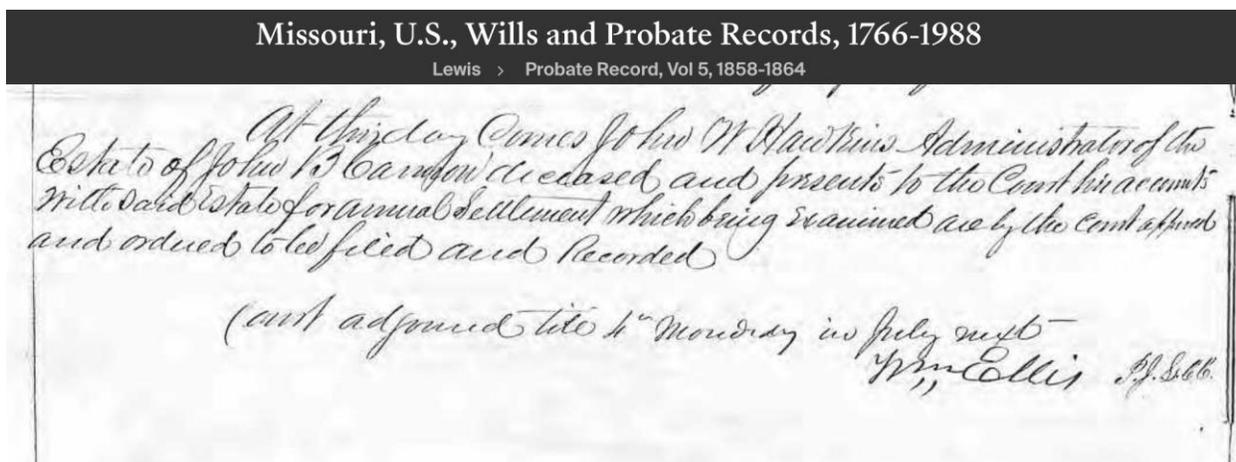 Missouri, U.S., Wills and Probate Records, 1766-1988
Lewis > Probate Record, Vol 5, 1858-1864
At this day Comes John W Hawkins Administrator of the
Estate of John B deceased and presents to the Court his accounts
with said Estate for annual Settlement which being Examined are by the Court approved
and ordered to be filed and Recorded
Court adjourned till 4th Monday in July next
Wm Ellis P.J.L.C.C.